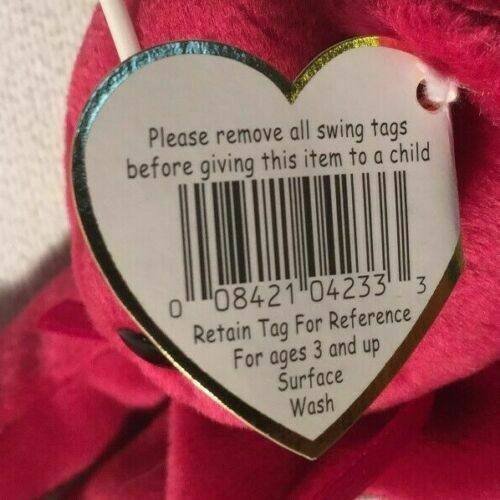 Please remove all swing tags
before giving this item to a child
0 08421 04233 3
Retain Tag For Reference
For ages 3 and up
Surface
Wash